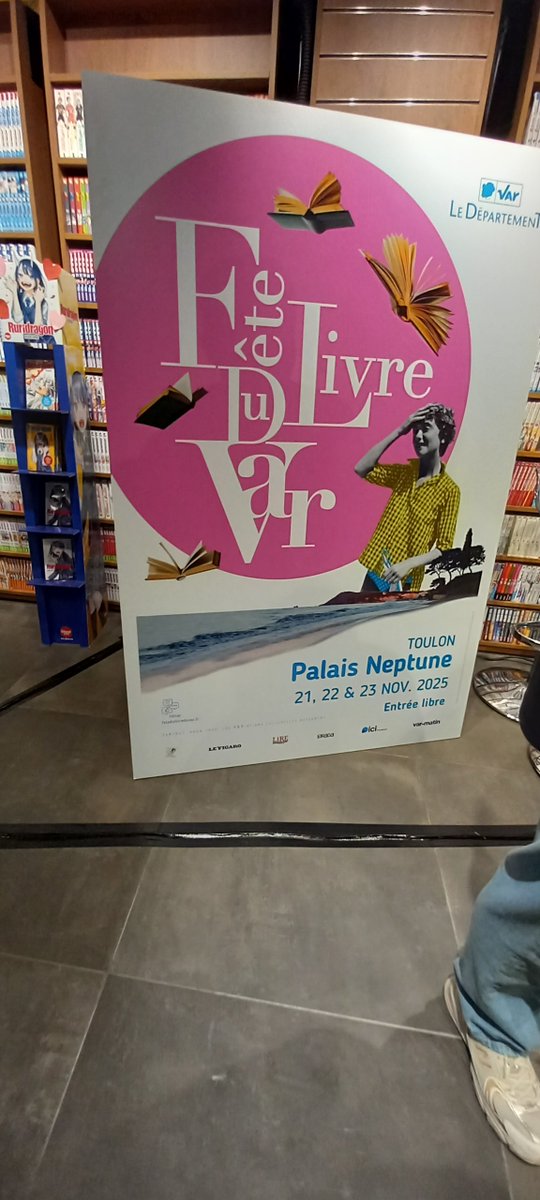 var
LE DÉPARTEMENT
Fête
Du
Livre
Var
Ruridragon
TOULON
Palais Neptune
21, 22 & 23 NOV. 2025
Entrée libre
LE FIGARO
LIRE
ici
var-matin